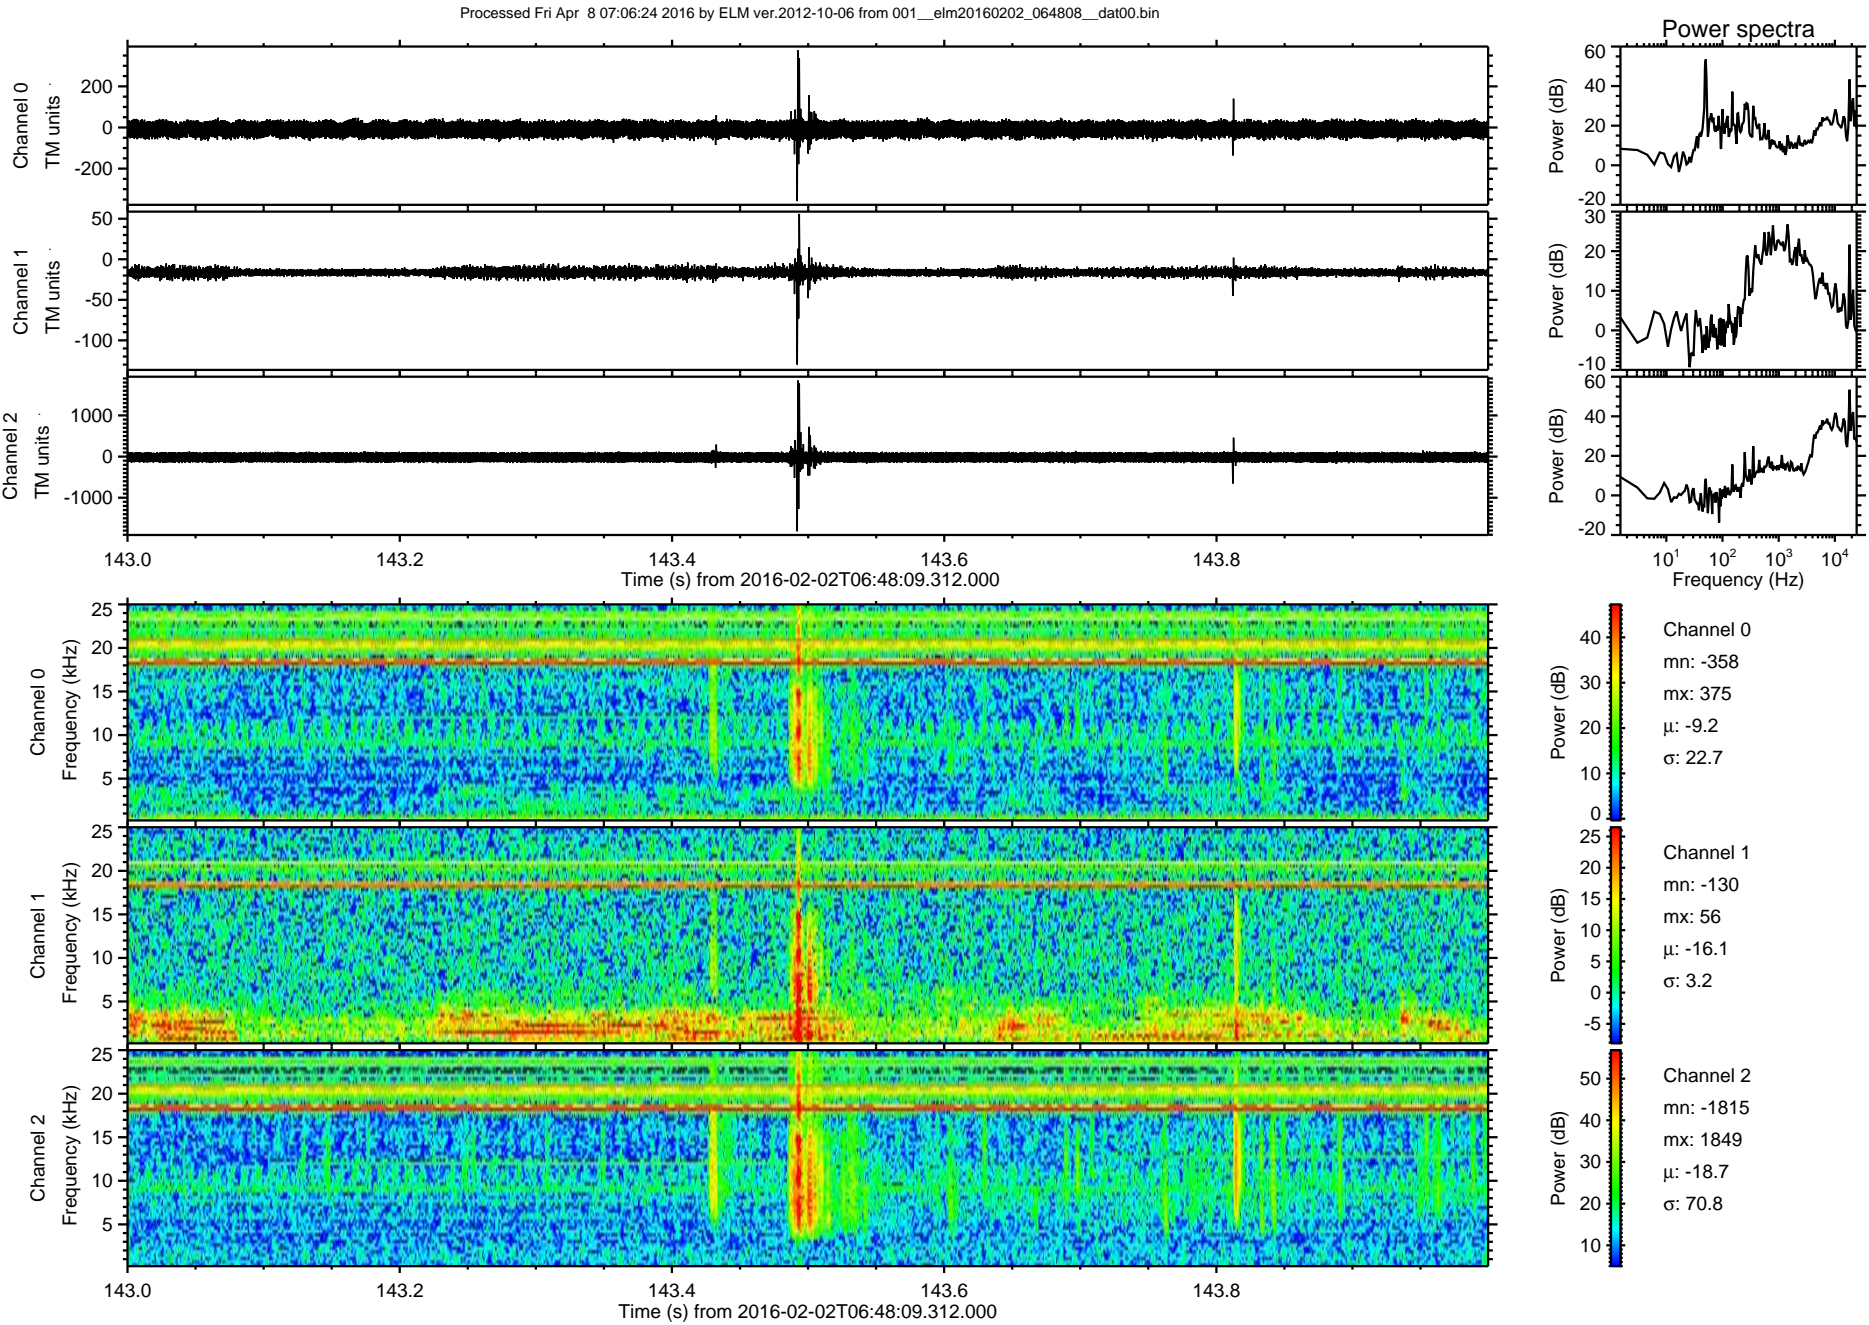 Processed Fri Apr  8 07:06:24 2016 by ELM ver.2012-10-06 from 001__elm20160202_064808__dat00.bin
Power spectra
Channel 0
TM units
200
0
-200
Power (dB)
60
40
20
0
-20
Channel 1
TM units
50
0
-50
-100
Power (dB)
30
20
10
0
-10
Channel 2
TM units
1000
0
-1000
Power (dB)
60
40
20
0
-20
143.0 143.2 143.4 143.6 143.8
Time (s) from 2016-02-02T06:48:09.312.000
10^1 10^2 10^3 10^4
Frequency (Hz)
Channel 0
Frequency (kHz)
25
20
15
10
5
Power (dB)
40
30
20
10
0
Channel 0
mn: -358
mx: 375
μ: -9.2
σ: 22.7
Channel 1
Frequency (kHz)
25
20
15
10
5
Power (dB)
25
20
15
10
5
0
-5
Channel 1
mn: -130
mx: 56
μ: -16.1
σ: 3.2
Channel 2
Frequency (kHz)
25
20
15
10
5
Power (dB)
50
40
30
20
10
Channel 2
mn: -1815
mx: 1849
μ: -18.7
σ: 70.8
143.0 143.2 143.4 143.6 143.8
Time (s) from 2016-02-02T06:48:09.312.000